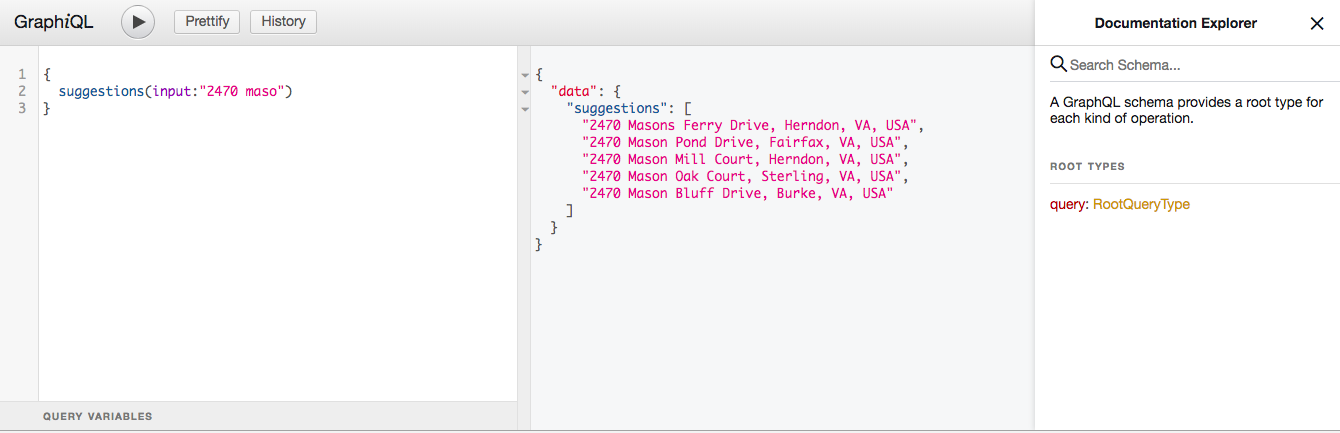 GraphiQL
Prettify
History
1 {
2 suggestions(input:"2470 maso")
3 }
QUERY VARIABLES
{
"data": {
"suggestions": [
"2470 Masons Ferry Drive, Herndon, VA, USA",
"2470 Mason Pond Drive, Fairfax, VA, USA",
"2470 Mason Mill Court, Herndon, VA, USA",
"2470 Mason Oak Court, Sterling, VA, USA",
"2470 Mason Bluff Drive, Burke, VA, USA"
]
}
}
Documentation Explorer
Search Schema...
A GraphQL schema provides a root type for
each kind of operation.
ROOT TYPES
query: RootQueryType